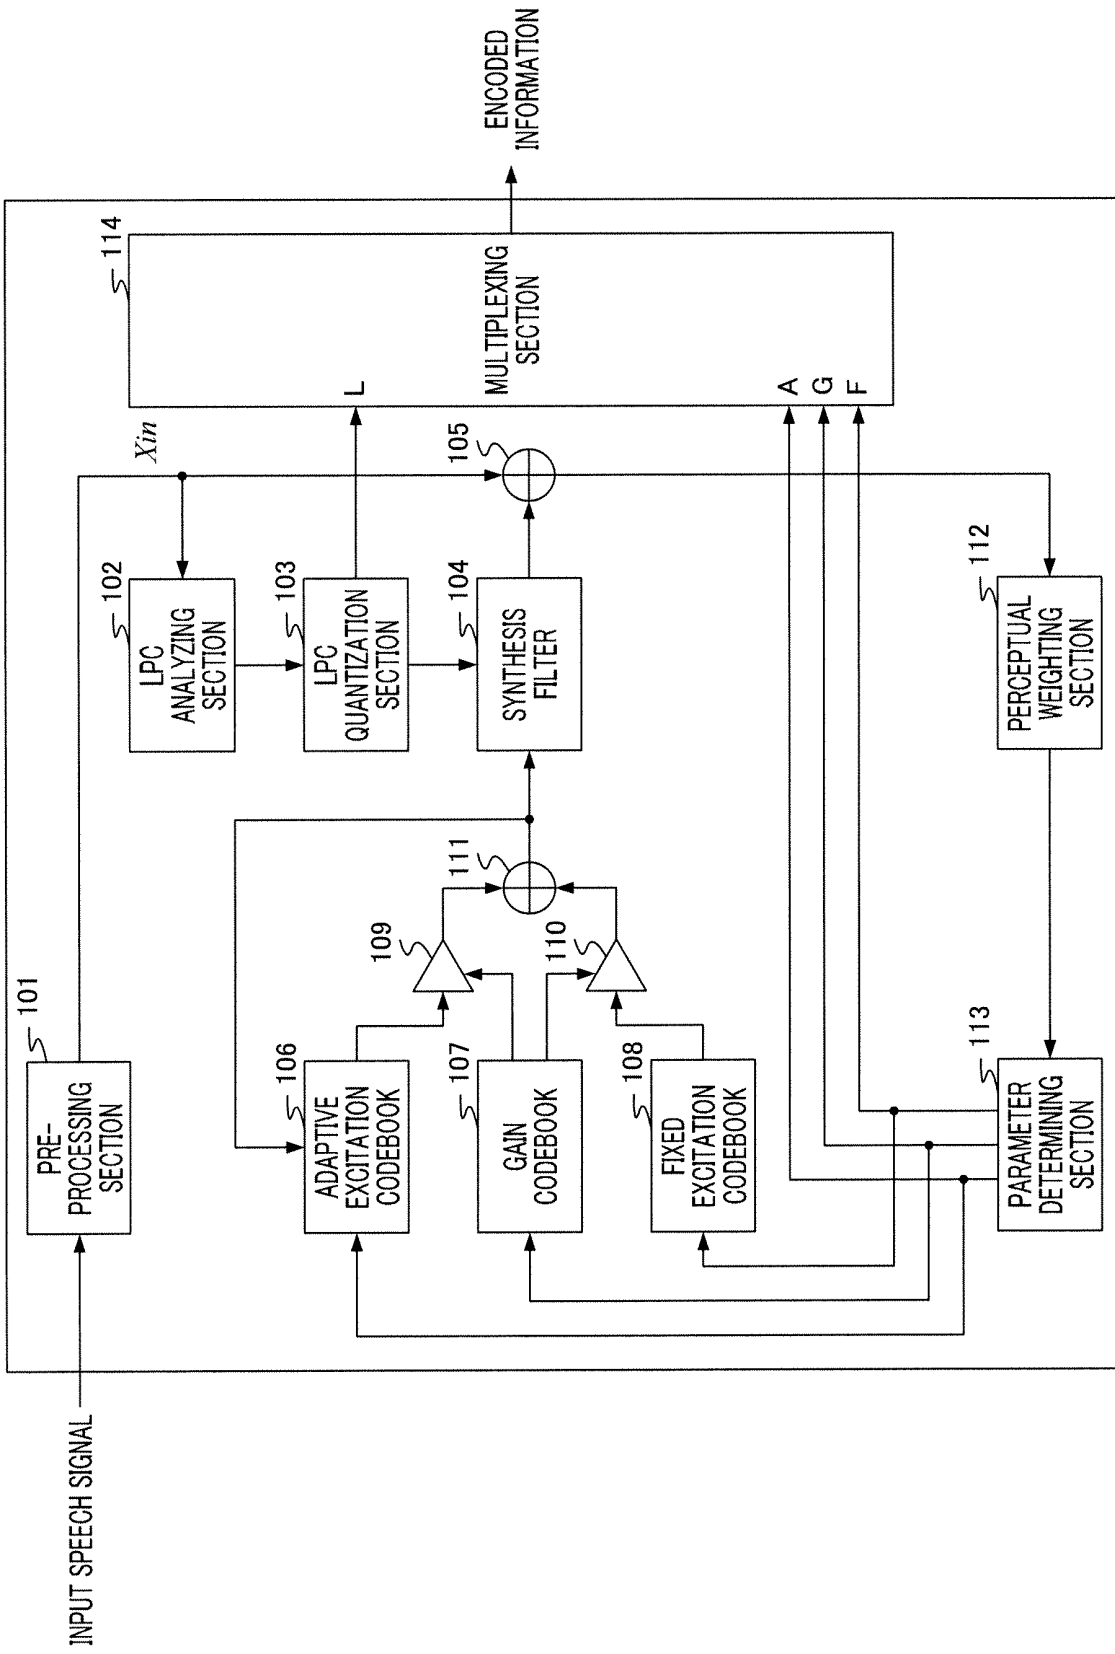 INPUT SPEECH SIGNAL
101
PRE-
PROCESSING
SECTION
Xin
102
LPC
ANALYZING
SECTION
103
LPC
QUANTIZATION
SECTION
104
SYNTHESIS
FILTER
105
106
ADAPTIVE
EXCITATION
CODEBOOK
107
GAIN
CODEBOOK
108
FIXED
EXCITATION
CODEBOOK
109
110
111
112
PERCEPTUAL
WEIGHTING
SECTION
113
PARAMETER
DETERMINING
SECTION
114
MULTIPLEXING
SECTION
L
A
G
F
ENCODED
INFORMATION